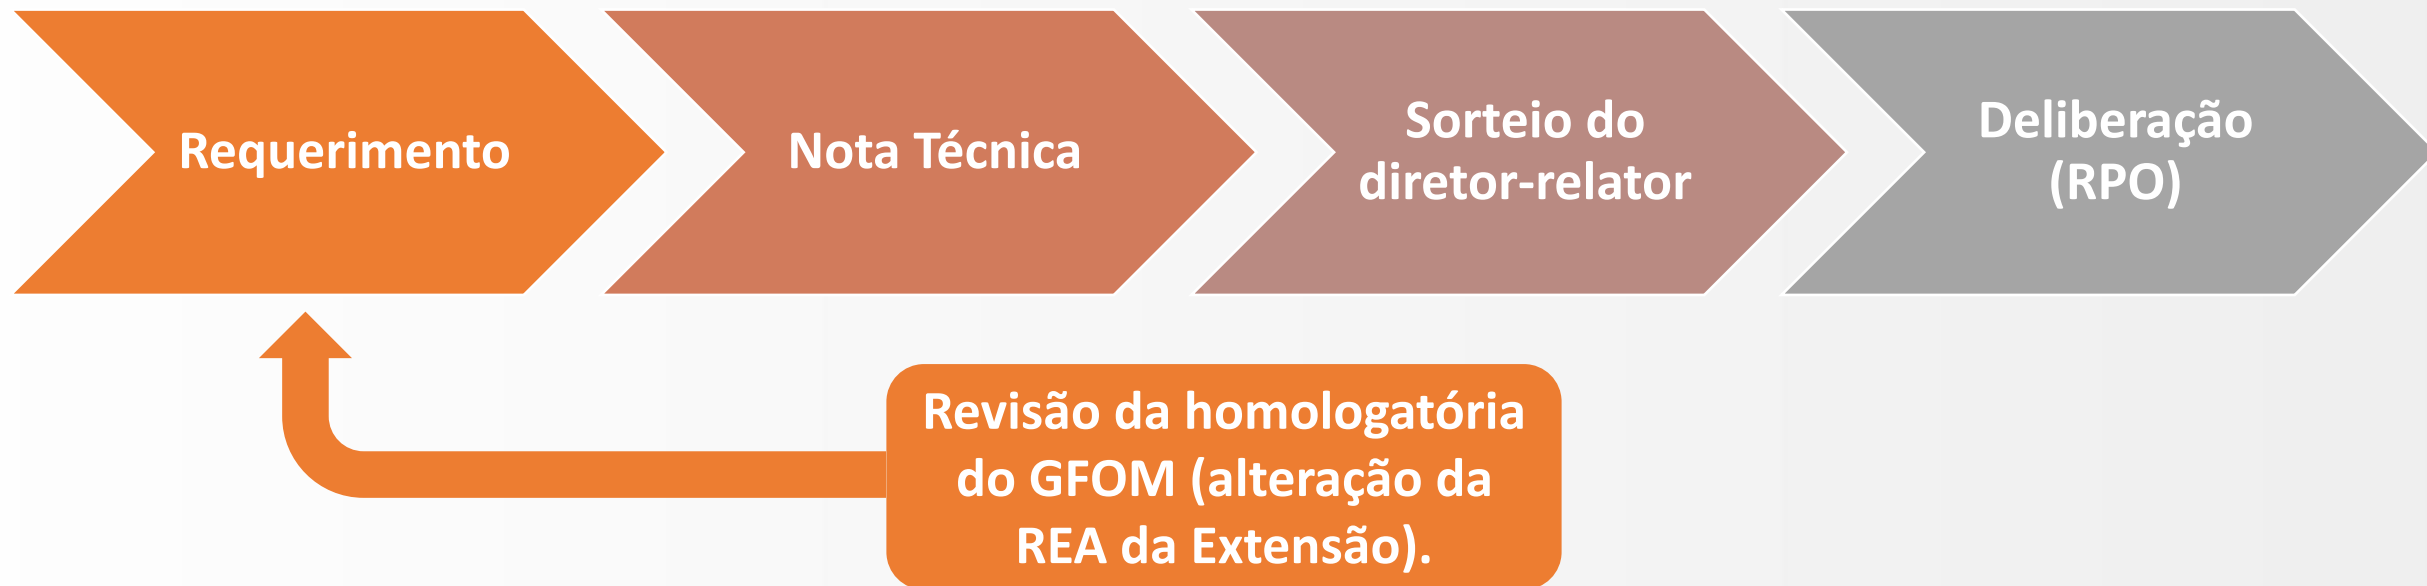 Requerimento
Nota Técnica
Sorteio do
diretor-relator
Deliberação
(RPO)
Revisão da homologatória
do GFOM (alteração da
REA da Extensão).